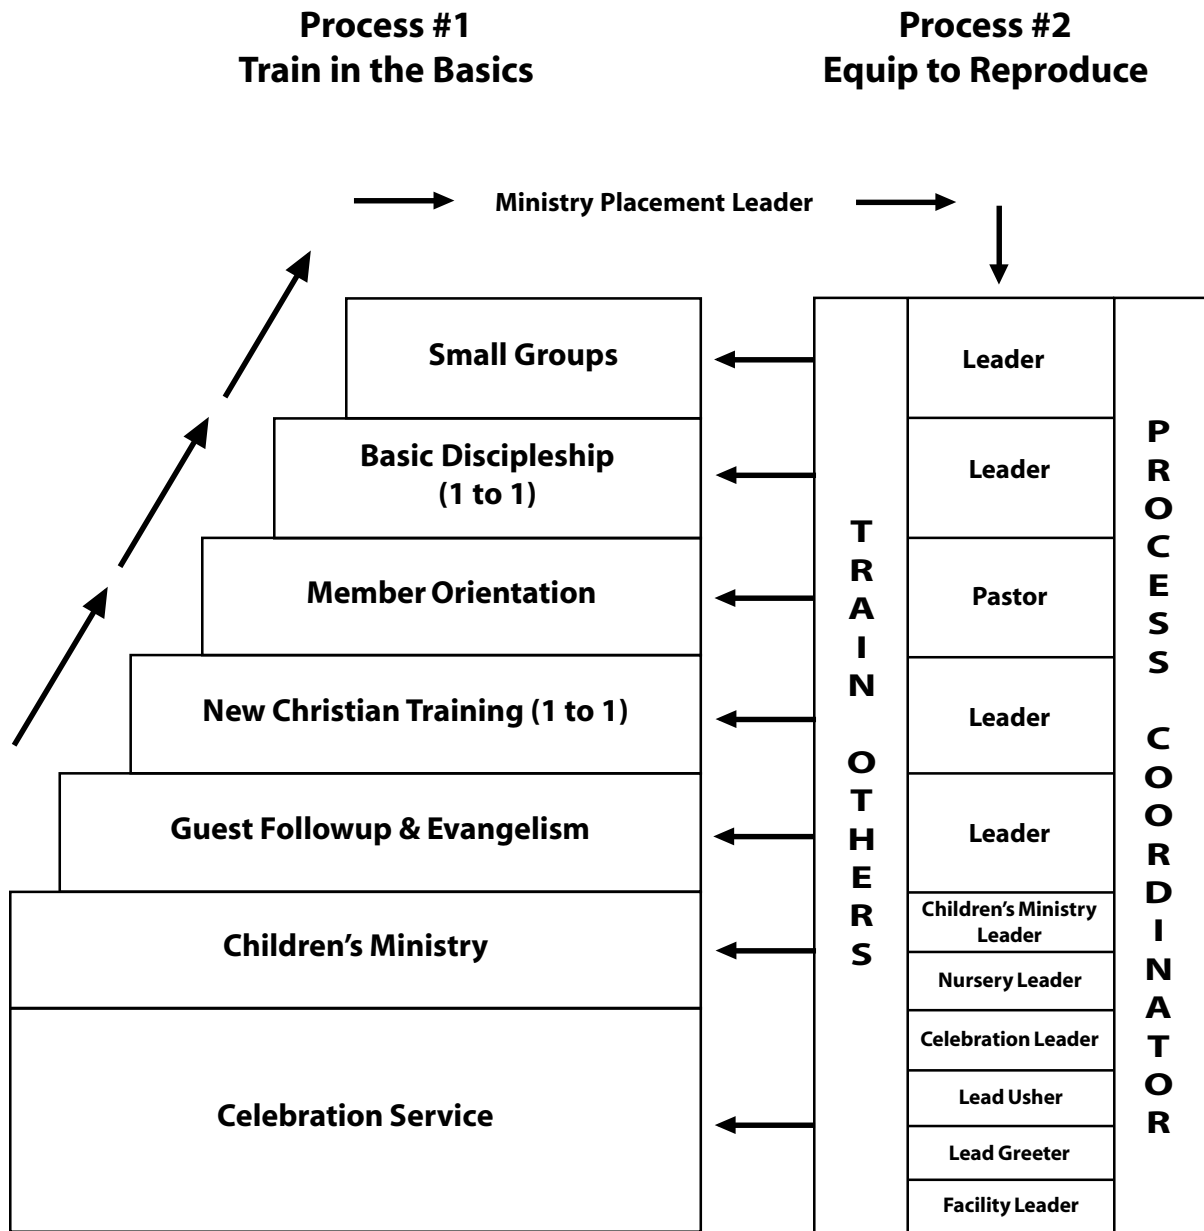 Process #1
Train in the Basics
Process #2
Equip to Reproduce
Ministry Placement Leader
Small Groups
Basic Discipleship
(1 to 1)
Member Orientation
New Christian Training (1 to 1)
Guest Followup & Evangelism
Children’s Ministry
Celebration Service
TRAIN OTHERS
Leader
Leader
Pastor
Leader
Leader
Children’s Ministry
Leader
Nursery Leader
Celebration Leader
Lead Usher
Lead Greeter
Facility Leader
PROCESS COORDINATOR